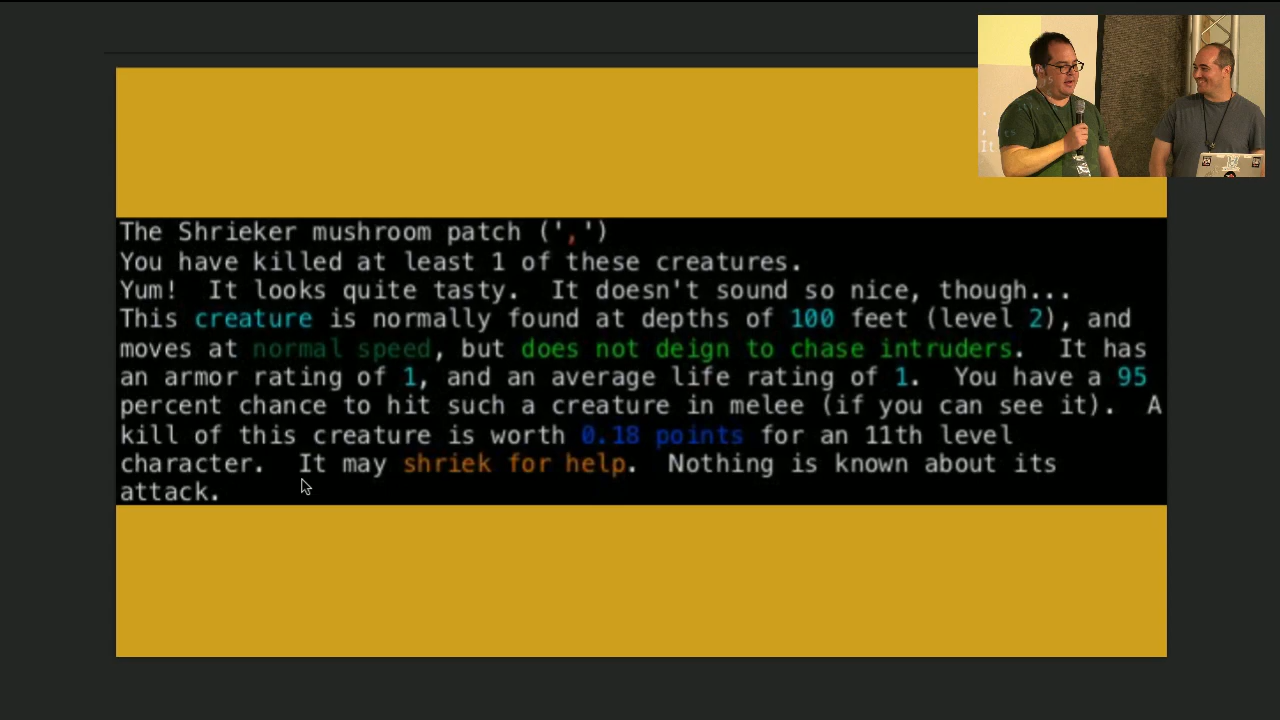 The Shrieker mushroom patch (',')
You have killed at least 1 of these creatures.
Yum!  It looks quite tasty.  It doesn't sound so nice, though...
This creature is normally found at depths of 100 feet (level 2), and
moves at normal speed, but does not deign to chase intruders.  It has
an armor rating of 1, and an average life rating of 1.  You have a 95
percent chance to hit such a creature in melee (if you can see it).  A
kill of this creature is worth 0.18 points for an 11th level
character.  It may shriek for help.  Nothing is known about its
attack.